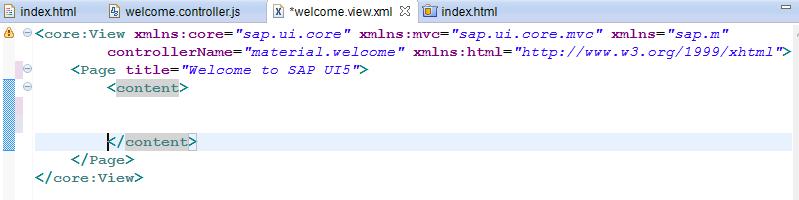 index.html welcome.controller.js *welcome.view.xml index.html
<core:View xmlns:core="sap.ui.core" xmlns:mvc="sap.ui.core.mvc" xmlns="sap.m"
controllerName="material.welcome" xmlns:html="http://www.w3.org/1999/xhtml">
<Page title="Welcome to SAP UI5">
<content>
</content>
</Page>
</core:View>